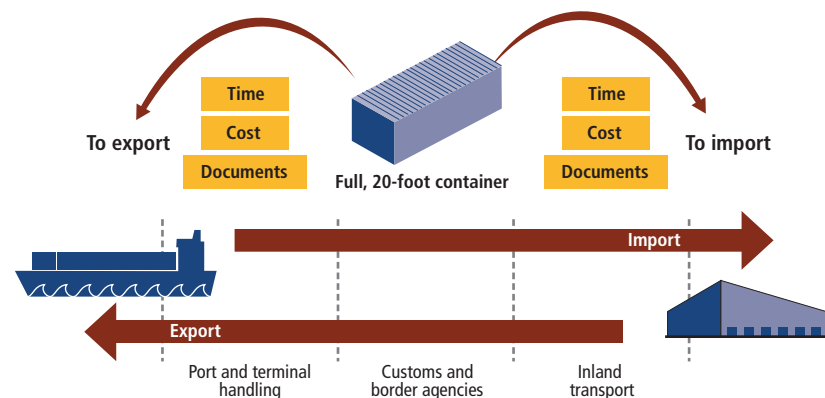 Time
Cost
Documents
To export
Full, 20-foot container
Time
Cost
Documents
To import
Import
Export
Port and terminal
handling
Customs and
border agencies
Inland
transport